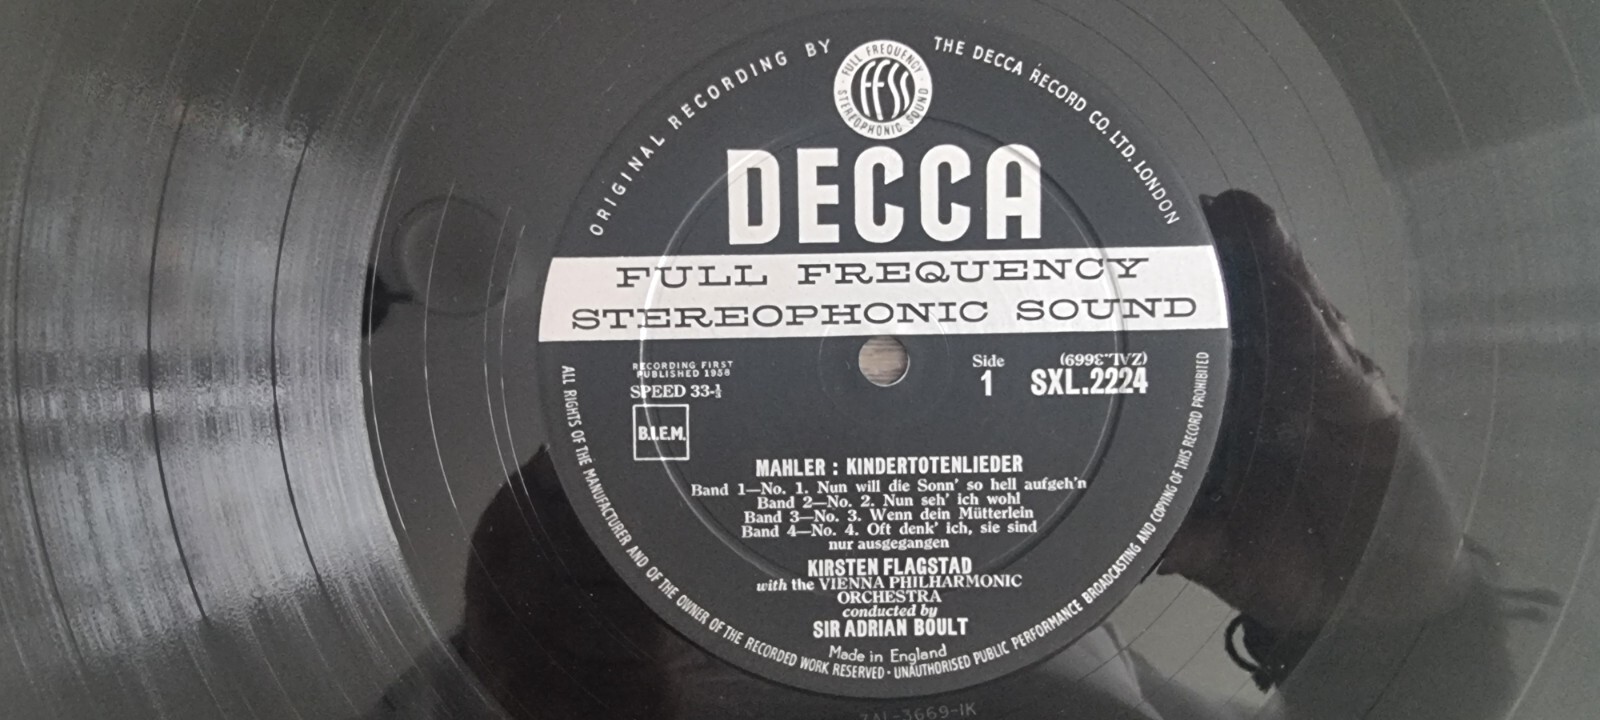 ORIGINAL RECORDING BY
THE DECCA RECORD CO. LTD. LONDON
FULL FREQUENCY
FFSS
STEREOPHONIC SOUND
DECCA
FULL FREQUENCY
STEREOPHONIC SOUND
RECORDING FIRST
PUBLISHED 1958
SPEED 33-⅓
B.I.E.M.
Side
1
(ZAL-3669)
SXL.2224
MAHLER : KINDERTOTENLIEDER
Band 1—No. 1. Nun will die Sonn' so hell aufgeh'n
Band 2—No. 2. Nun seh' ich wohl
Band 3—No. 3. Wenn dein Mütterlein
Band 4—No. 4. Oft denk' ich, sie sind
nur ausgegangen
KIRSTEN FLAGSTAD
with the VIENNA PHILHARMONIC
ORCHESTRA
conducted by
SIR ADRIAN BOULT
Made in England
ALL RIGHTS OF THE MANUFACTURER AND OF THE OWNER OF THE RECORDED WORK RESERVED · UNAUTHORISED PUBLIC PERFORMANCE BROADCASTING AND COPYING OF THIS RECORD PROHIBITED
ZAL-3669-1K